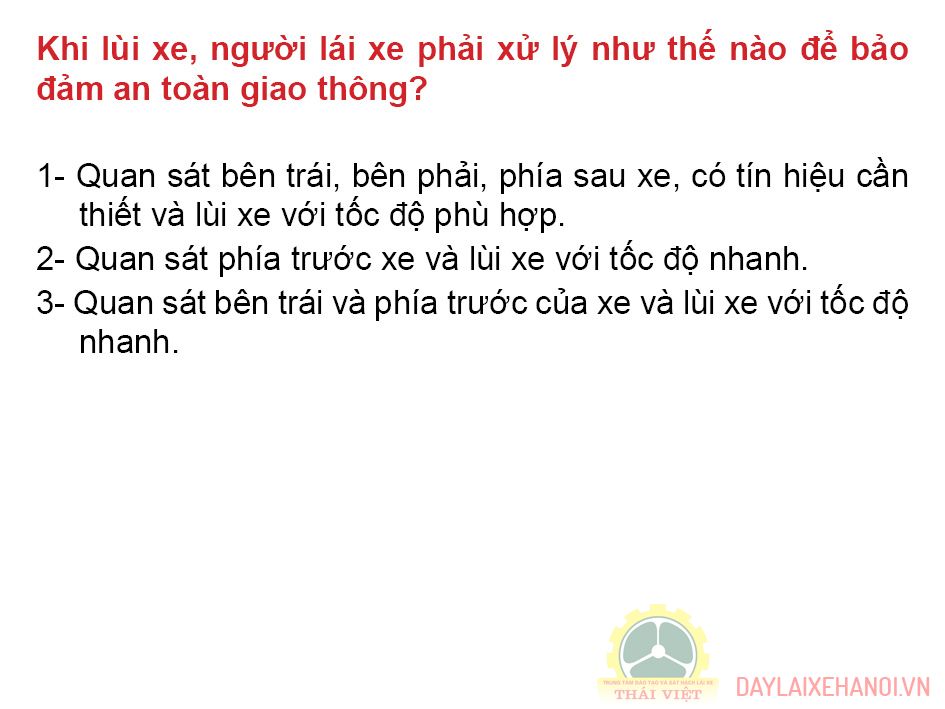 Khi lùi xe, người lái xe phải xử lý như thế nào để bảo
đảm an toàn giao thông?
1- Quan sát bên trái, bên phải, phía sau xe, có tín hiệu cần
thiết và lùi xe với tốc độ phù hợp.
2- Quan sát phía trước xe và lùi xe với tốc độ nhanh.
3- Quan sát bên trái và phía trước của xe và lùi xe với tốc độ
nhanh.
TRUNG TÂM ĐÀO TẠO VÀ SÁT HẠCH LÁI XE
THÁI VIỆT
DAYLAIXEHANOI.VN